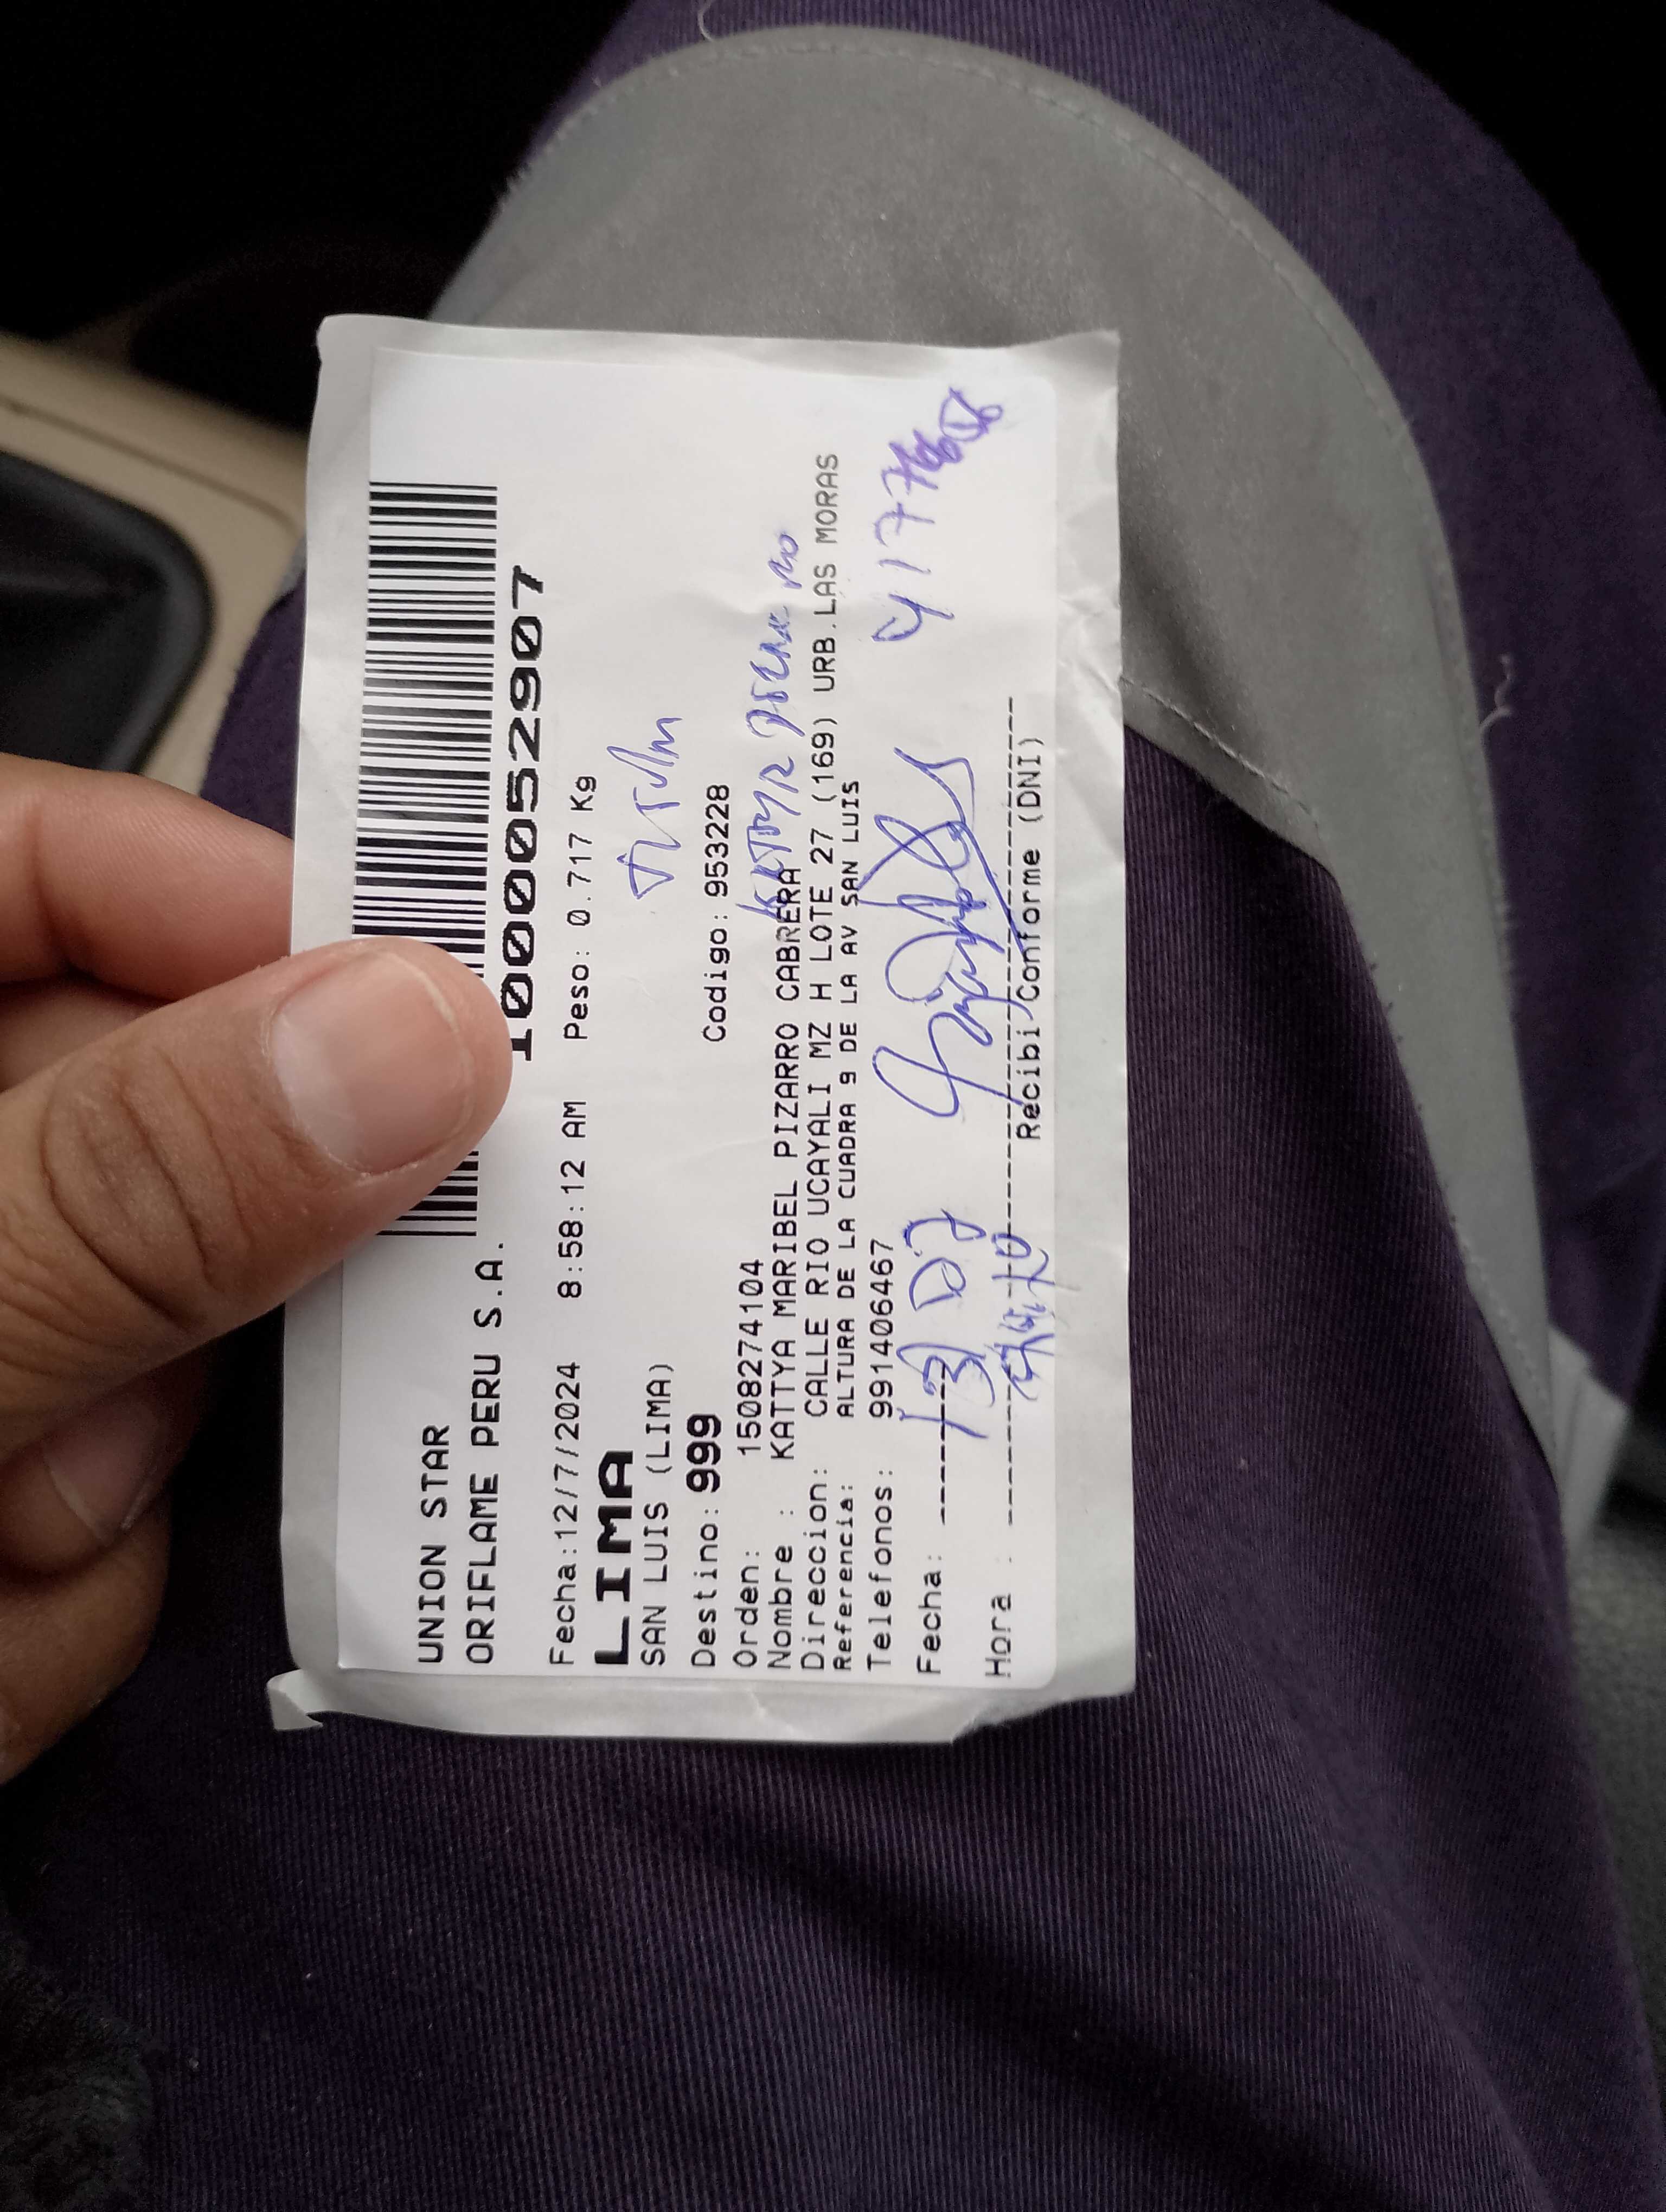 UNION STAR
ORIFLAME PERU S.A.
10000052907
Fecha:12/7/2024 8:58:12 AM Peso: 0.717 Kg
LIMA
SAN LUIS (LIMA)
Destino: 999 Codigo: 953228
Orden: 1508274104
Nombre : KATTYA MARIBEL PIZARRO CABRERA
Direccion: CALLE RIO UCAYALI MZ H LOTE 27 (169) URB.LAS MORAS
Referencia: ALTURA DE LA CUADRA 9 DE LA AV SAN LUIS
Telefonos: 991406467
Fecha:
Hora :
Recibi Conforme (DNI)